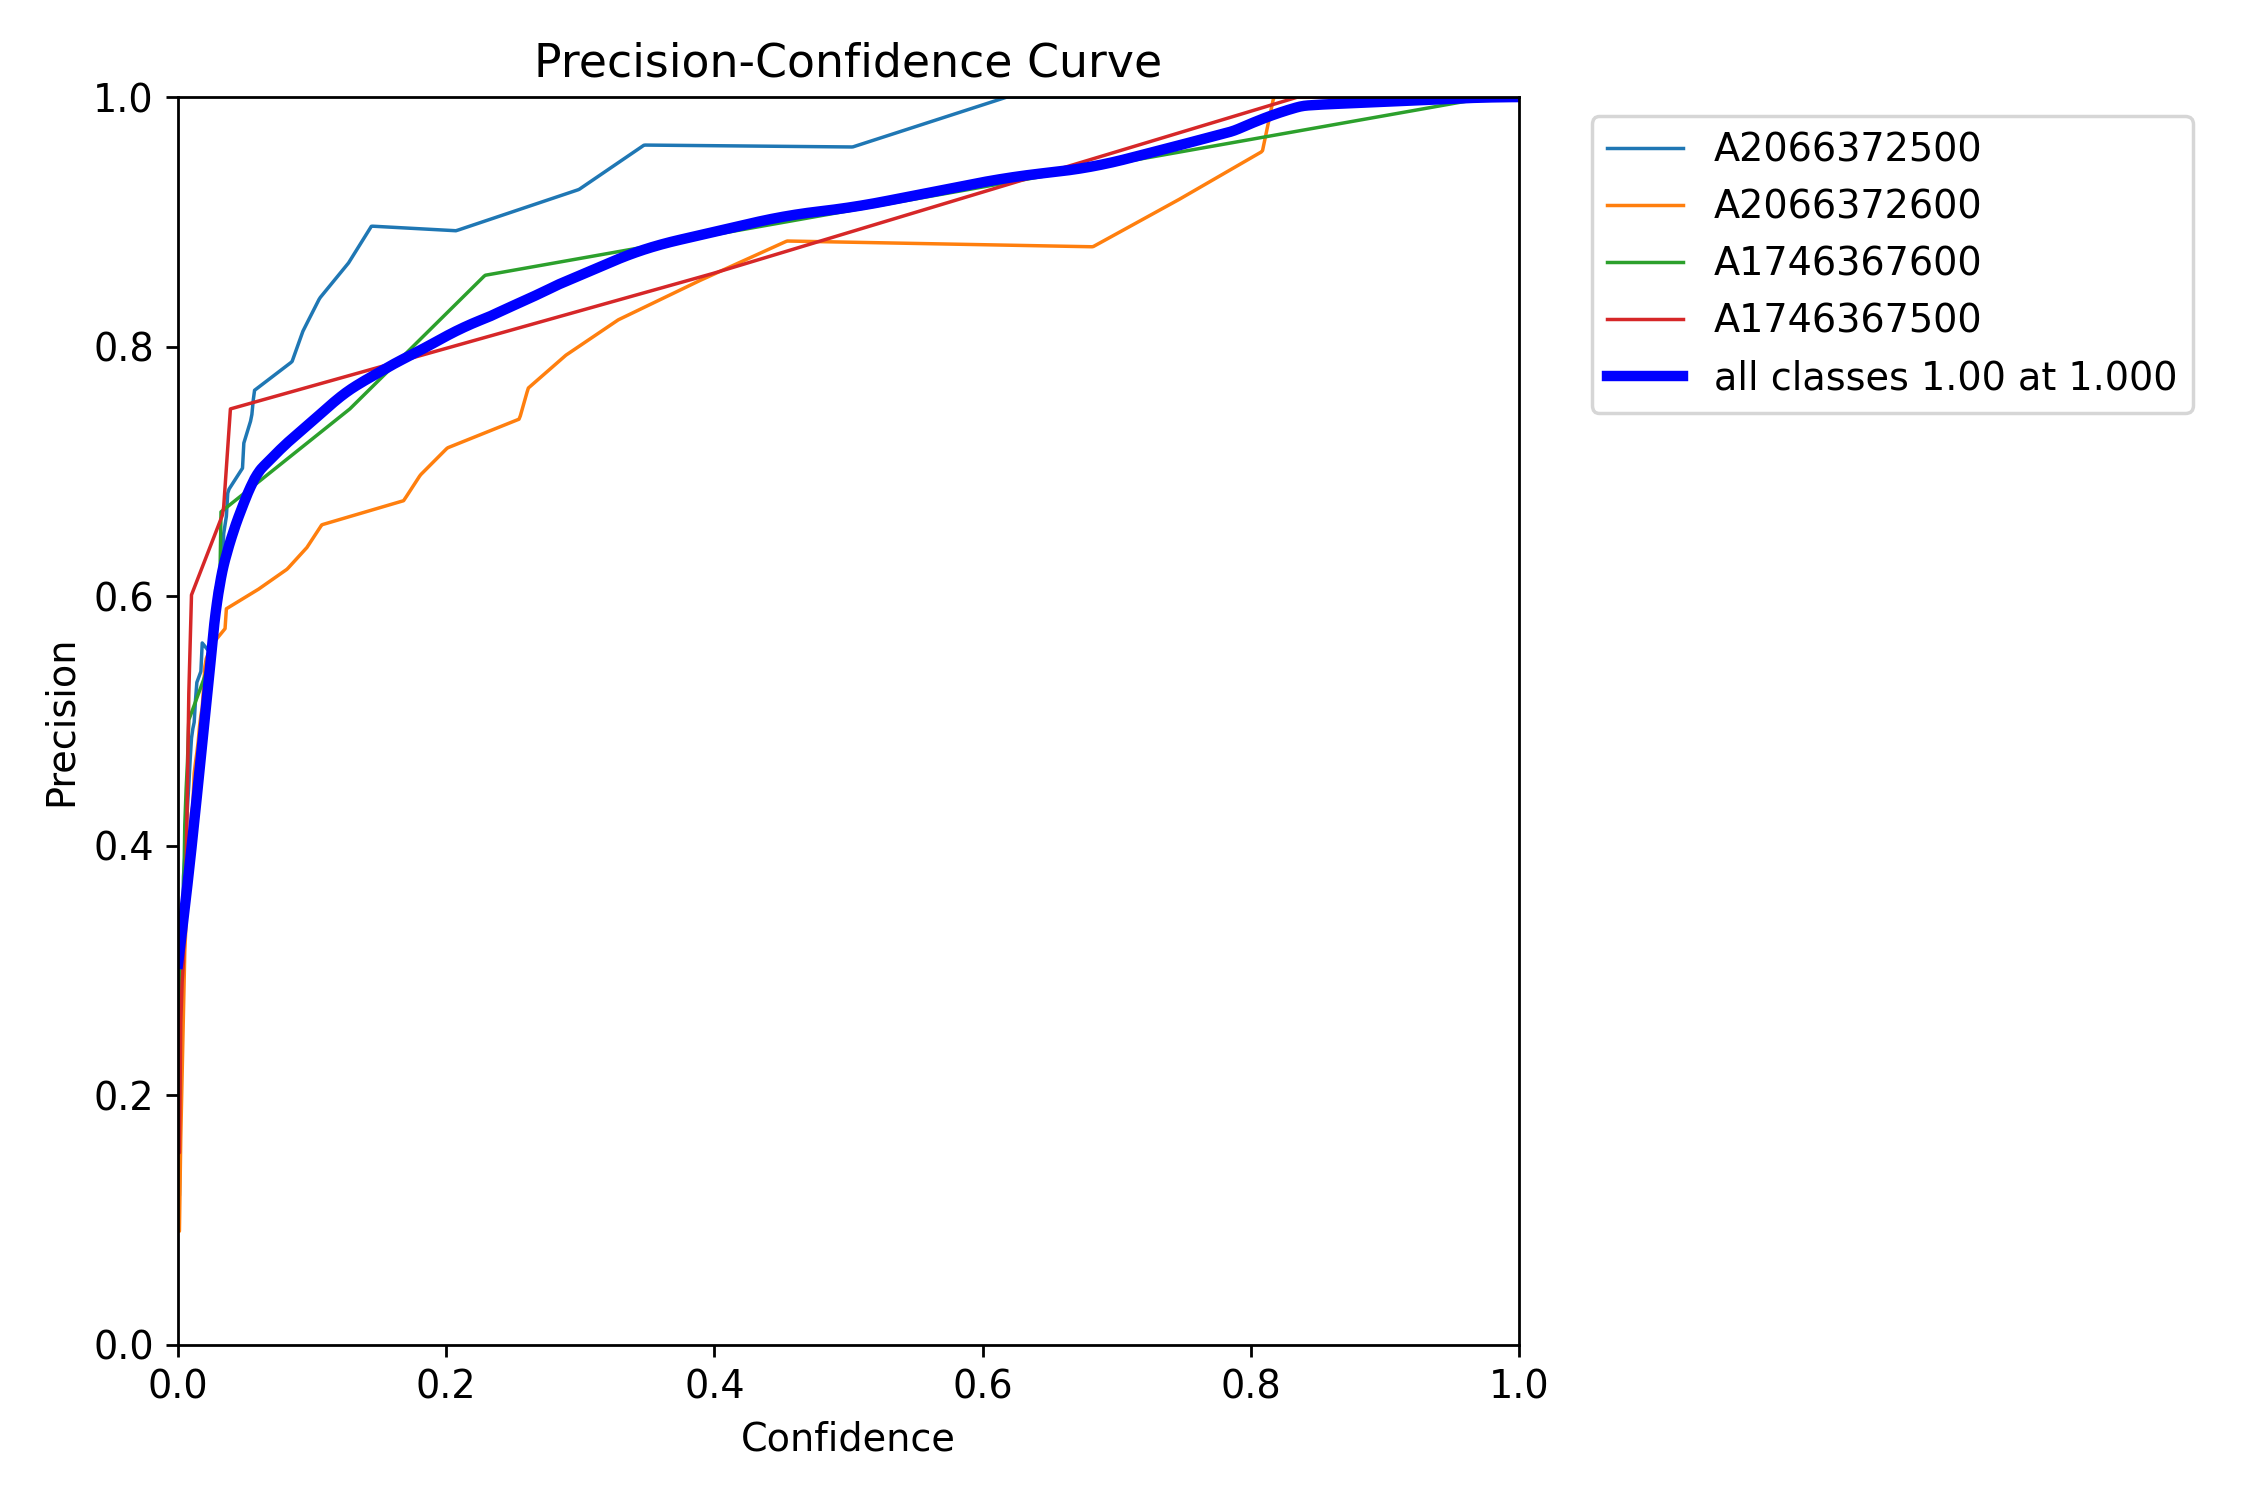 Precision-Confidence Curve
1.0
0.8
0.6
0.4
0.2
0.0
Precision
0.0 0.2 0.4 0.6 0.8 1.0
Confidence
A2066372500
A2066372600
A1746367600
A1746367500
all classes 1.00 at 1.000